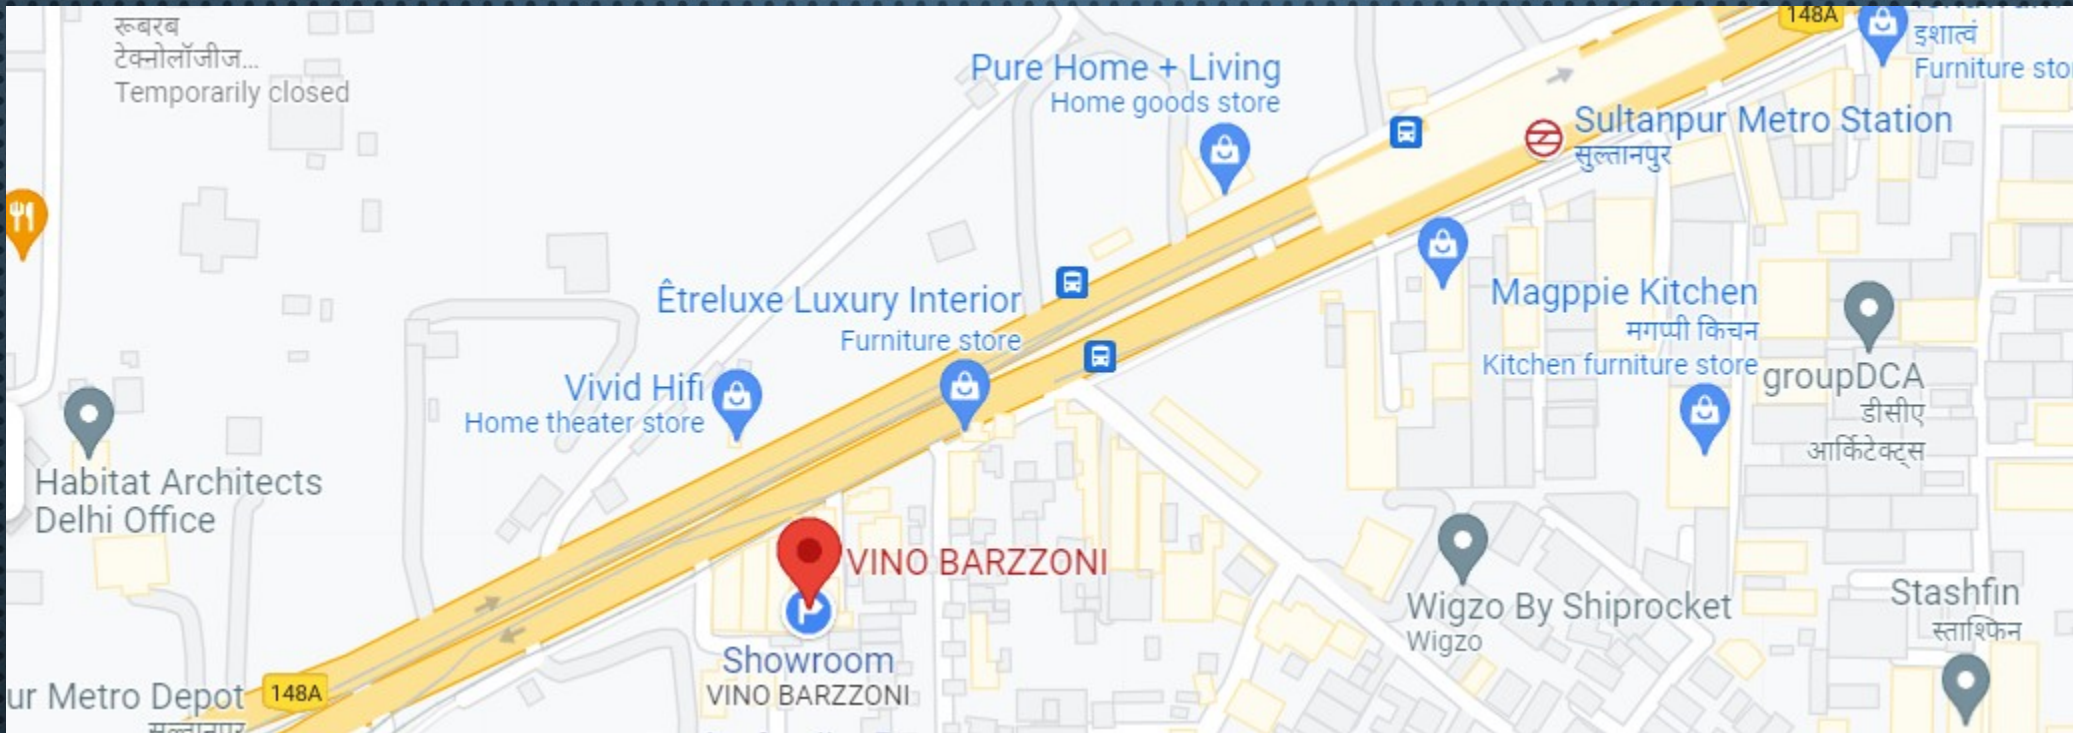 रूबरब
टेक्नोलॉजीज...
Temporarily closed
Pure Home + Living
Home goods store
148A
इशात्वं
Furniture sto
Sultanpur Metro Station
सुल्तानपुर
Êtreluxe Luxury Interior
Furniture store
Magppie Kitchen
मगप्पी किचन
Kitchen furniture store
Vivid Hifi
Home theater store
groupDCA
डीसीए
आर्किटेक्ट्स
Habitat Architects
Delhi Office
VINO BARZZONI
Showroom
VINO BARZZONI
Wigzo By Shiprocket
Wigzo
Stashfin
स्ताश्फिन
ur Metro Depot
148A
सुल्तानपुर